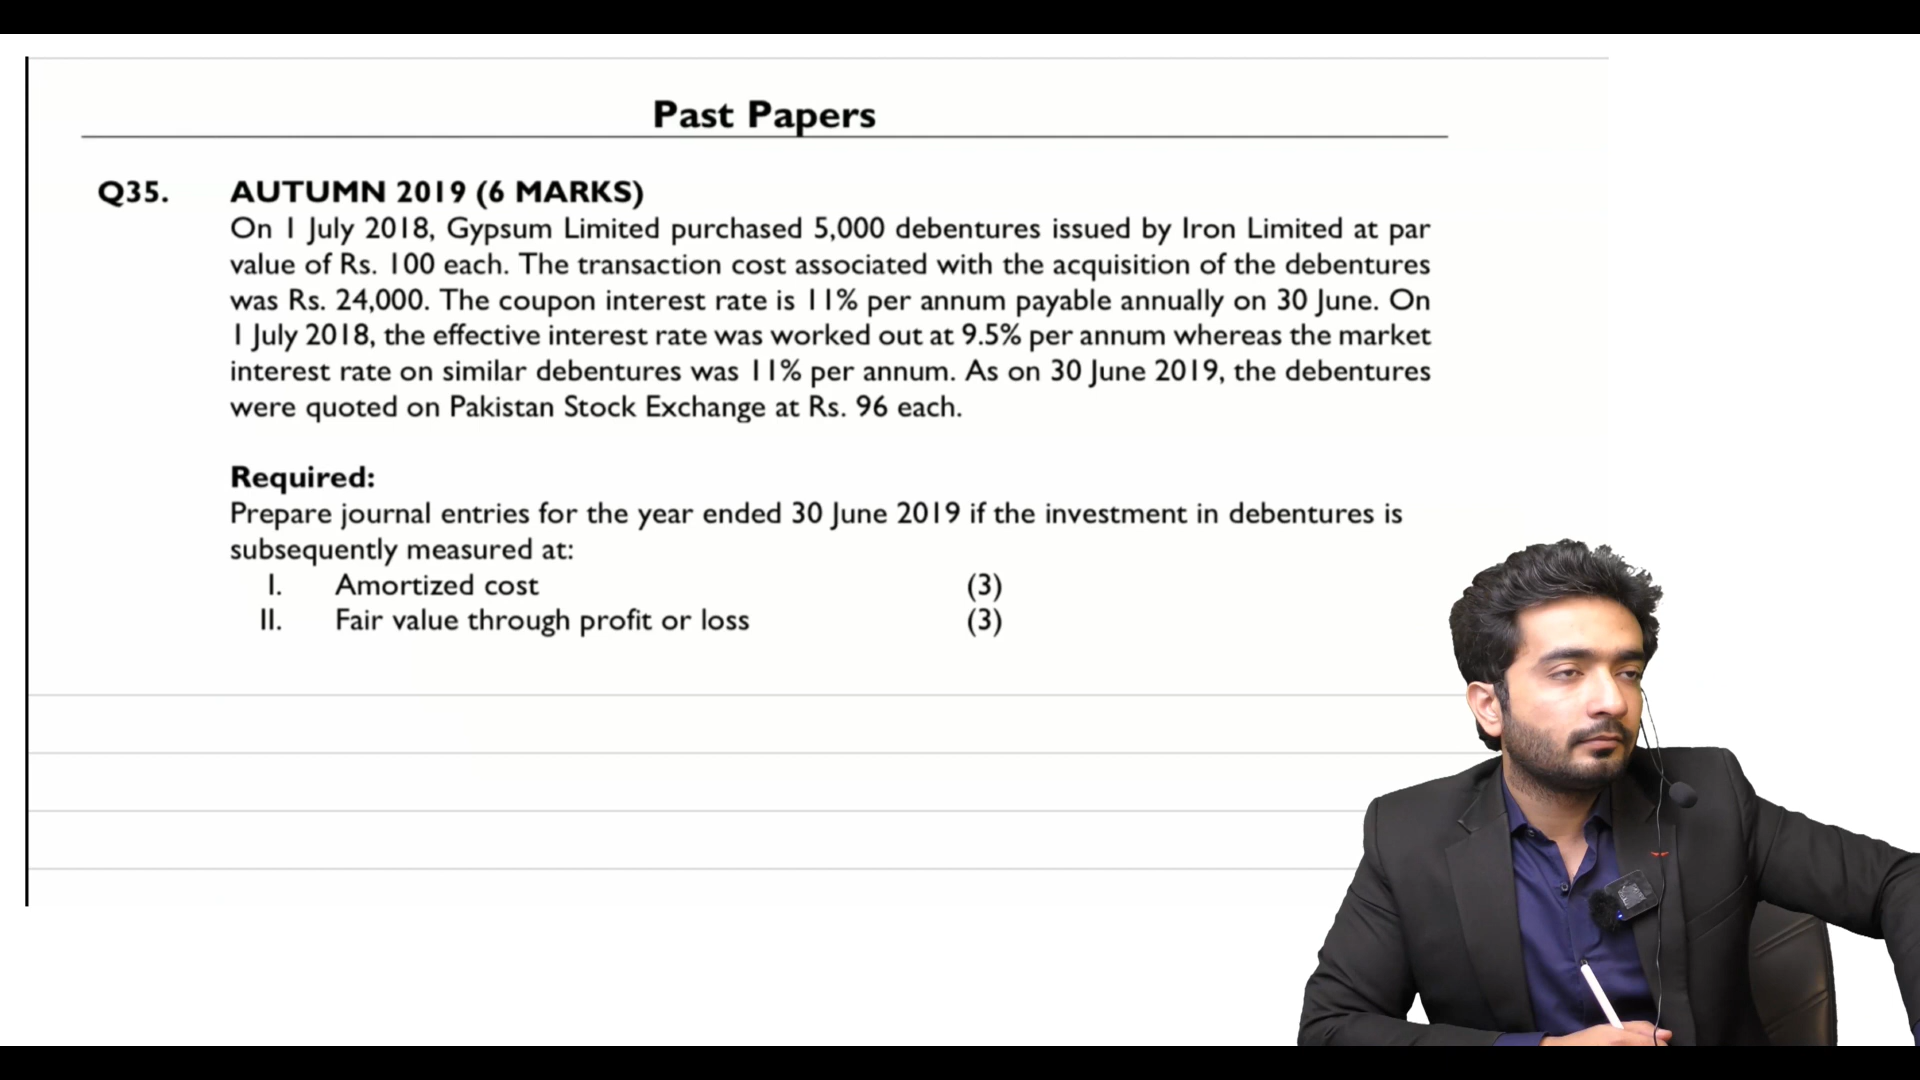 Past Papers
Q35. AUTUMN 2019 (6 MARKS)
On 1 July 2018, Gypsum Limited purchased 5,000 debentures issued by Iron Limited at par
value of Rs. 100 each. The transaction cost associated with the acquisition of the debentures
was Rs. 24,000. The coupon interest rate is 11% per annum payable annually on 30 June. On
1 July 2018, the effective interest rate was worked out at 9.5% per annum whereas the market
interest rate on similar debentures was 11% per annum. As on 30 June 2019, the debentures
were quoted on Pakistan Stock Exchange at Rs. 96 each.
Required:
Prepare journal entries for the year ended 30 June 2019 if the investment in debentures is
subsequently measured at:
I. Amortized cost (3)
II. Fair value through profit or loss (3)